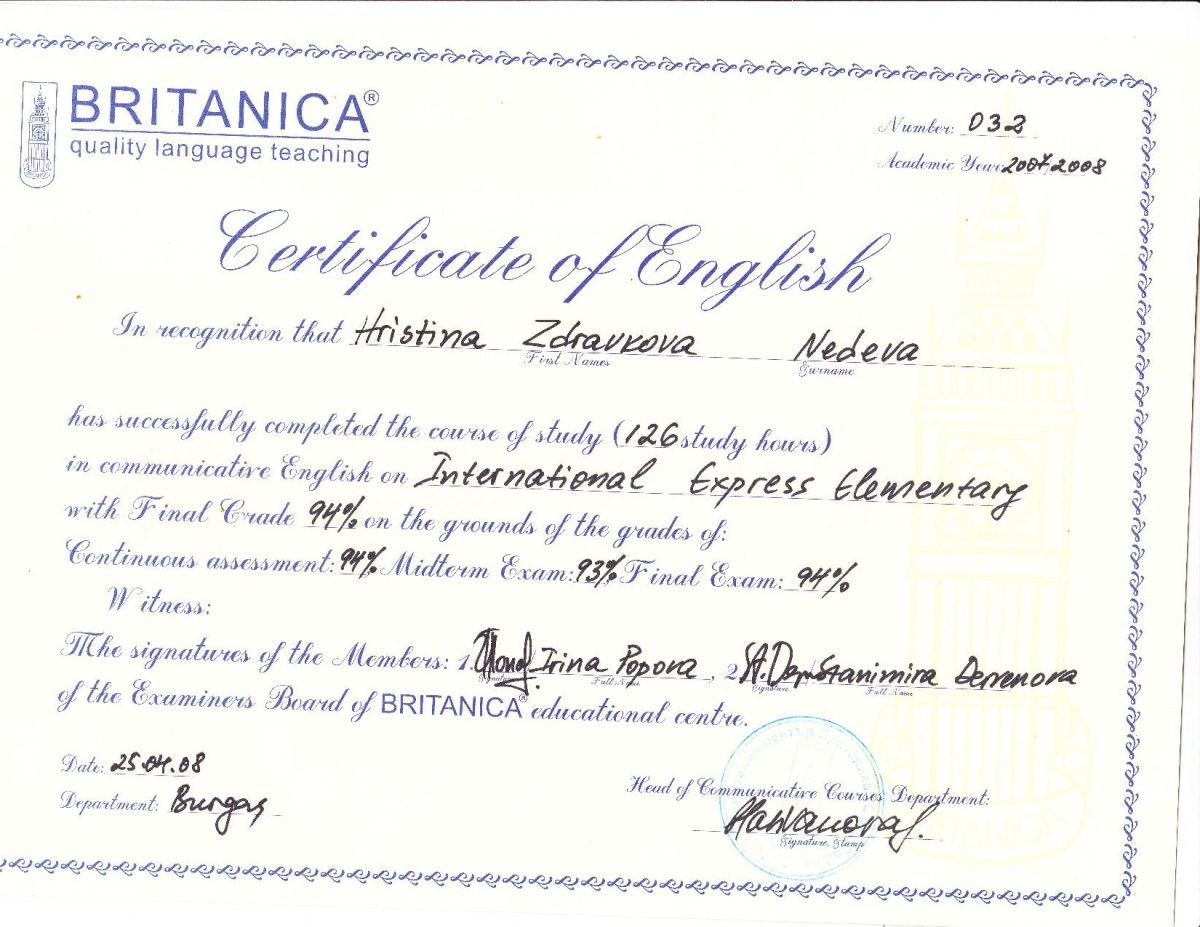 BRITANICA®
quality language teaching
Number: 032
Academic Year: 2007/2008
Certificate of English
In recognition that Hristina Zdravkova Nedeva
First Names Surname
has successfully completed the course of study (126 study hours)
in communicative English on International Express Elementary
with Final Grade 94% on the grounds of the grades of:
Continuous assessment: 94% Midterm Exam: 93% Final Exam: 94%
Witness:
The signatures of the Members: 1. Irina Popova, 2. Stanimira
Signature Full Name Signature Full Name
of the Examiners Board of BRITANICA® educational centre.
Date: 25.04.08
Department: Burgas
Head of Communicative Courses Department:
Signature, Stamp
BRITANICA